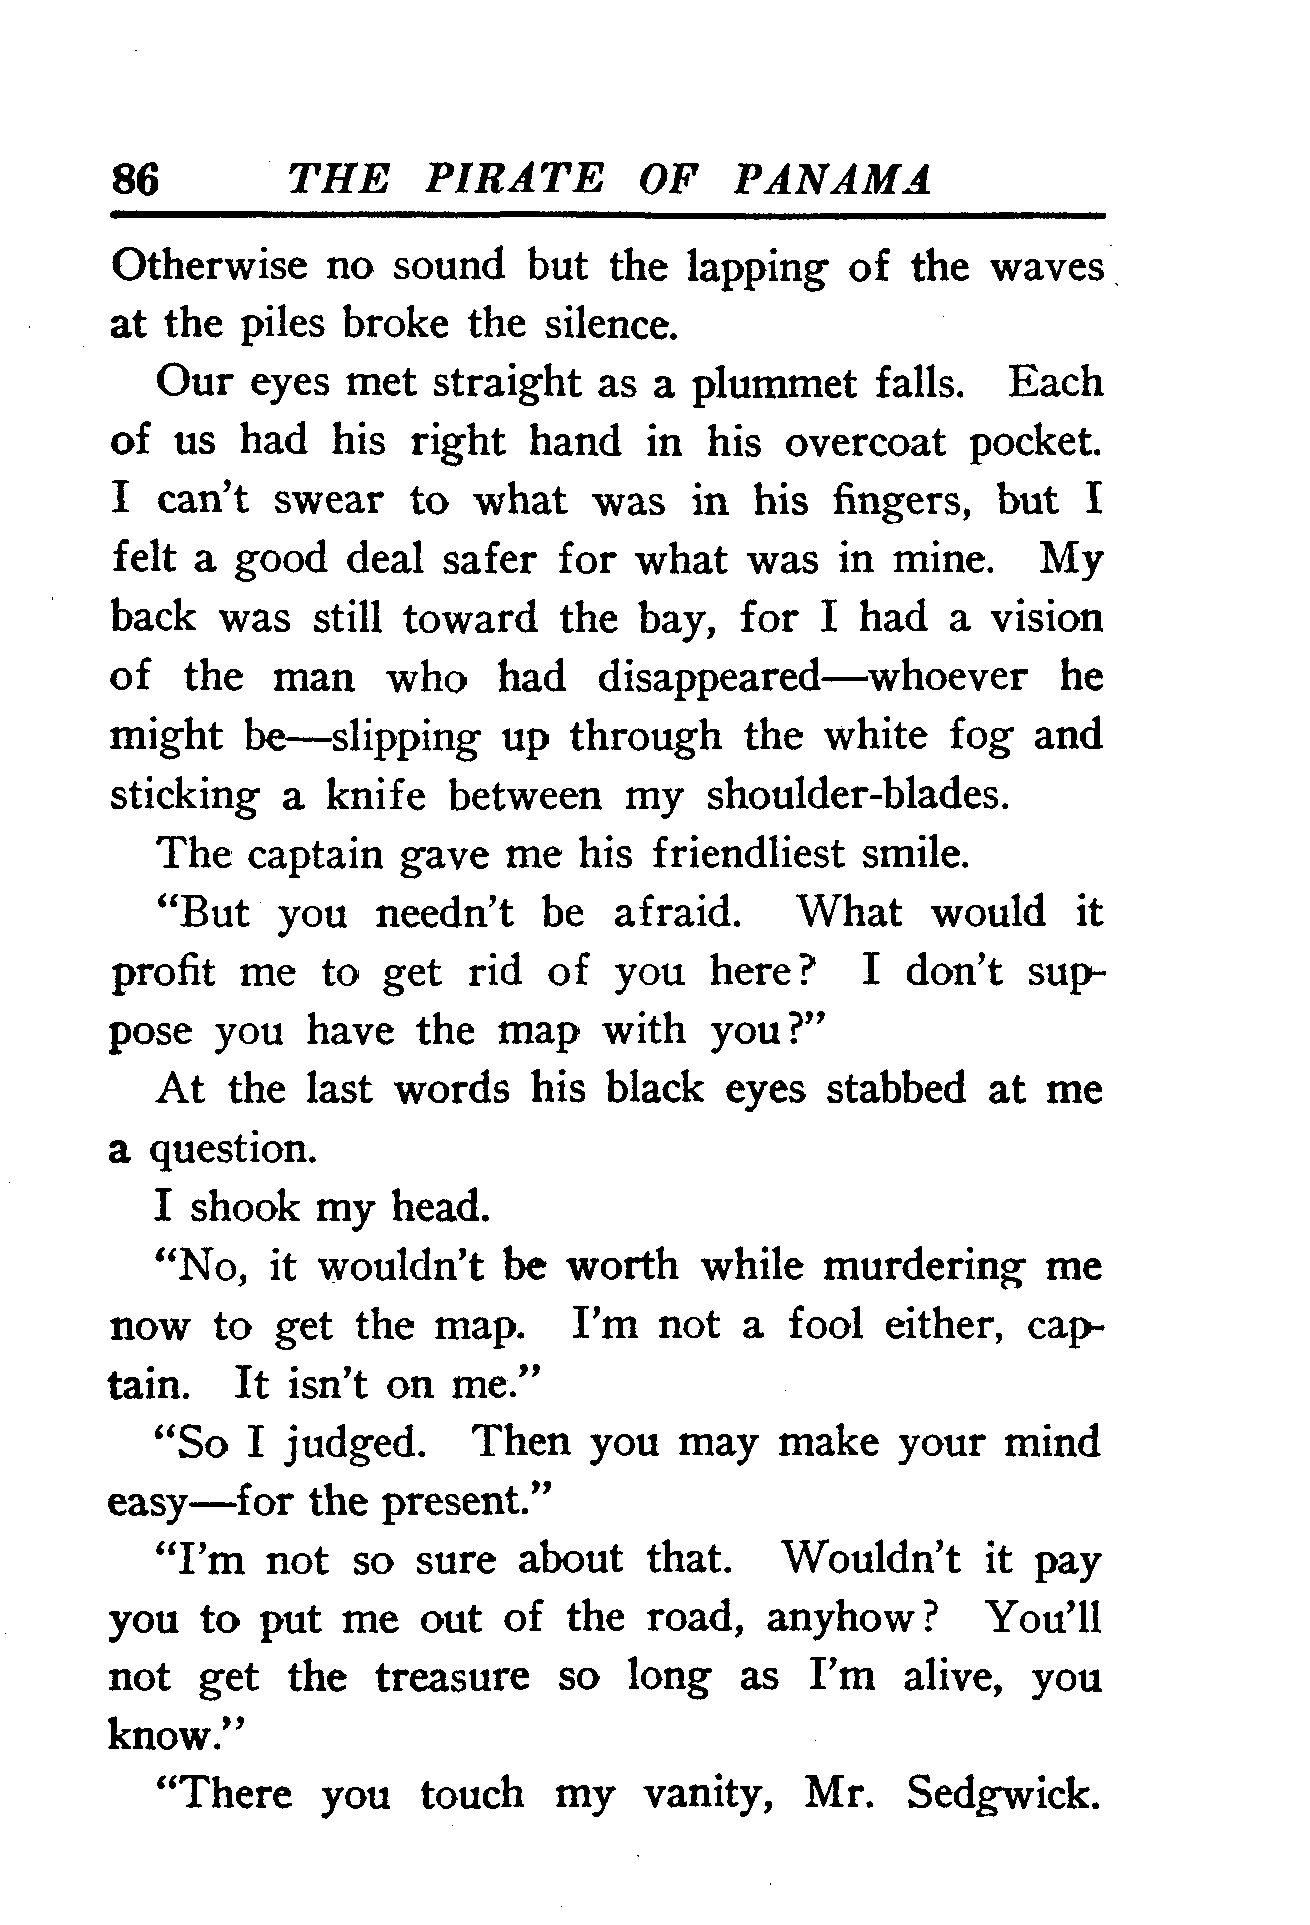 86 THE PIRATE OF PANAMA
Otherwise no sound but the lapping of the waves
at the piles broke the silence.
Our eyes met straight as a plummet falls. Each
of us had his right hand in his overcoat pocket.
I can't swear to what was in his fingers, but I
felt a good deal safer for what was in mine. My
back was still toward the bay, for I had a vision
of the man who had disappeared—whoever he
might be—slipping up through the white fog and
sticking a knife between my shoulder-blades.
The captain gave me his friendliest smile.
“But you needn't be afraid. What would it
profit me to get rid of you here? I don't sup-
pose you have the map with you?”
At the last words his black eyes stabbed at me
a question.
I shook my head.
“No, it wouldn't be worth while murdering me
now to get the map. I'm not a fool either, cap-
tain. It isn't on me.”
“So I judged. Then you may make your mind
easy—for the present.”
“I'm not so sure about that. Wouldn't it pay
you to put me out of the road, anyhow? You'll
not get the treasure so long as I'm alive, you
know.”
“There you touch my vanity, Mr. Sedgwick.